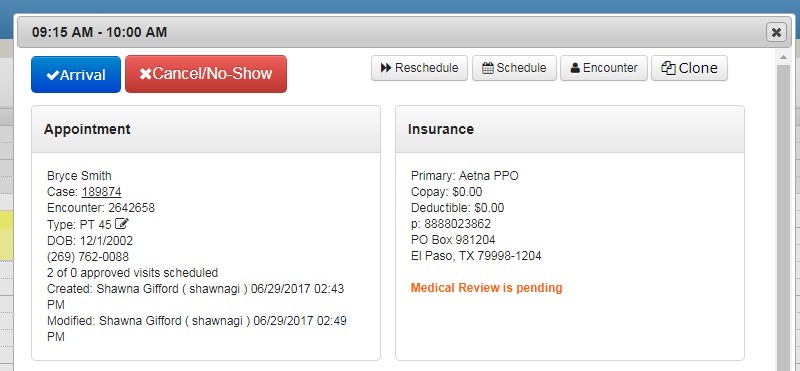 09:15 AM - 10:00 AM
Arrival
Cancel/No-Show
Reschedule
Schedule
Encounter
Clone
Appointment
Bryce Smith
Case: 189874
Encounter: 2642658
Type: PT 45
DOB: 12/1/2002
(269) 762-0088
2 of 0 approved visits scheduled
Created: Shawna Gifford ( shawnagi ) 06/29/2017 02:43
PM
Modified: Shawna Gifford ( shawnagi ) 06/29/2017 02:49
PM
Insurance
Primary: Aetna PPO
Copay: $0.00
Deductible: $0.00
p: 8888023862
PO Box 981204
El Paso, TX 79998-1204
Medical Review is pending